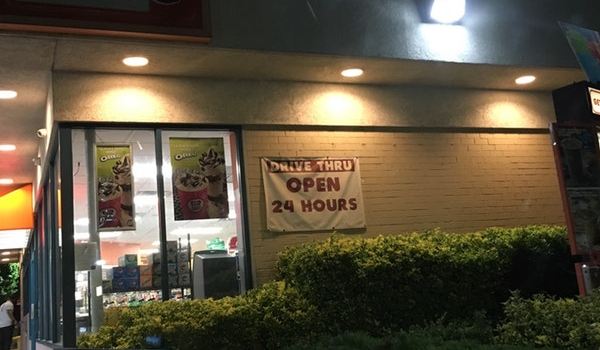 OREO
OREO
DRIVE-THRU
OPEN
24 HOURS